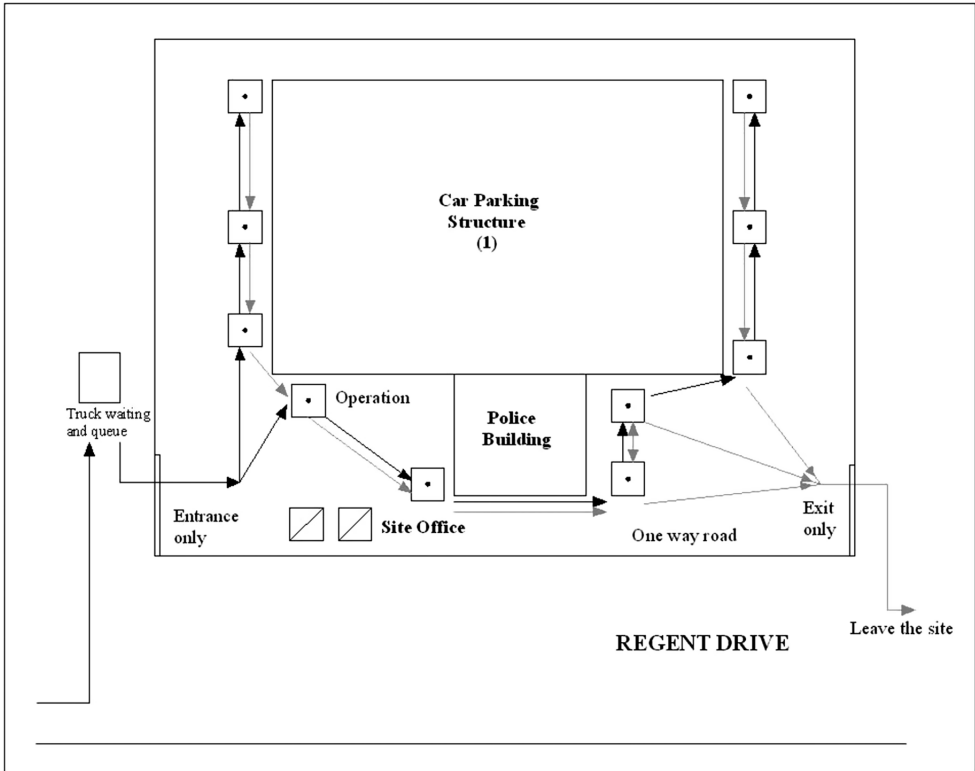 Car Parking
Structure
(1)
Truck waiting
and queue
Operation
Police
Building
Entrance
only
Site Office
Exit
only
One way road
Leave the site
REGENT DRIVE